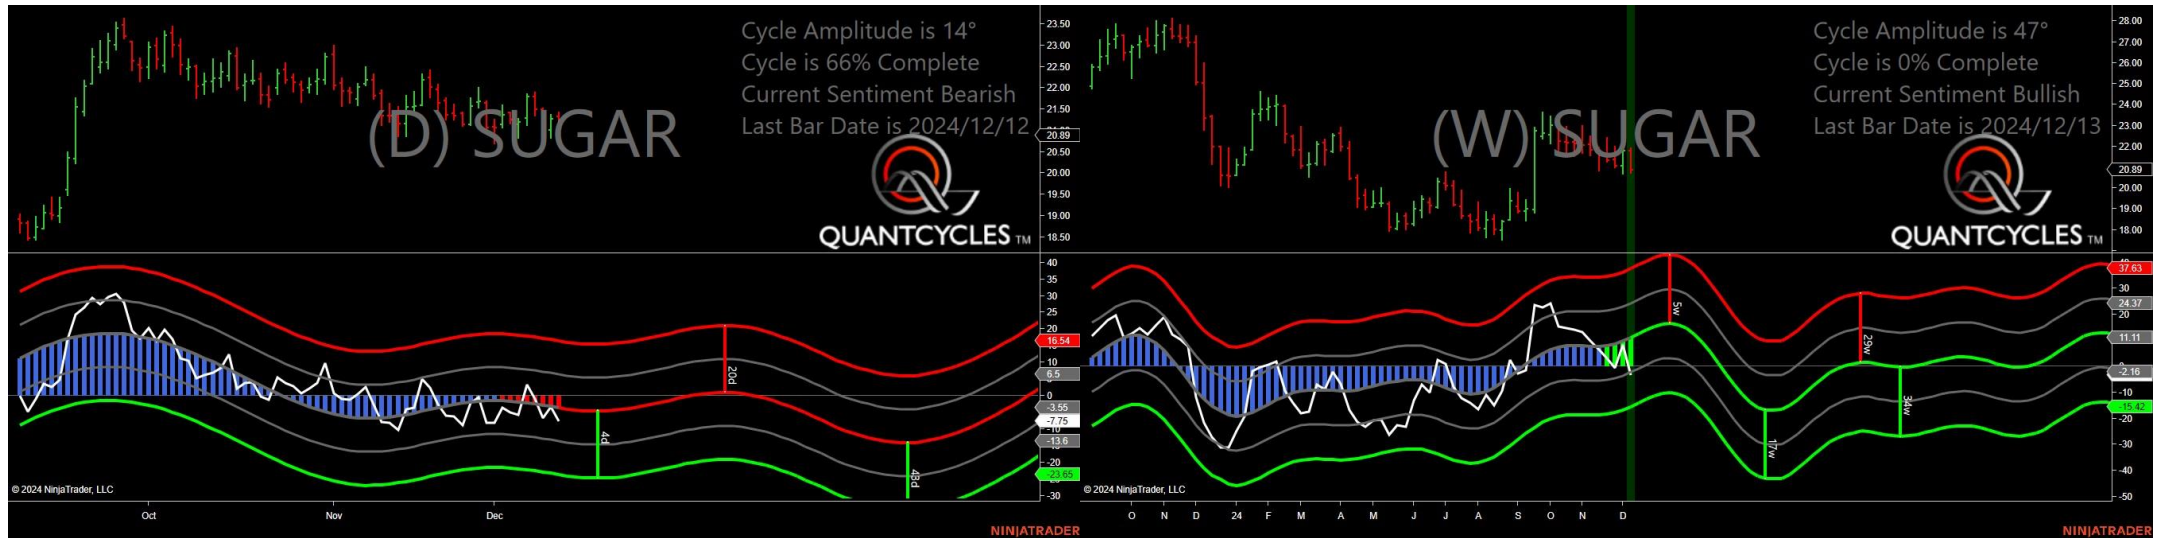 Cycle Amplitude is 14°
Cycle is 66% Complete
Current Sentiment Bearish
Last Bar Date is 2024/12/12
(D) SUGAR
QUANTCYCLES TM
23.50
23.00
22.50
22.00
21.50
20.89
20.50
20.00
19.50
19.00
18.50
40
35
30
25
20
16.54
10
6.5
0
-3.55
-7.75
-13.6
-20
-23.65
-30
20d
4d
43d
© 2024 NinjaTrader, LLC
Oct
Nov
Dec
NINJATRADER
Cycle Amplitude is 47°
Cycle is 0% Complete
Current Sentiment Bullish
Last Bar Date is 2024/12/13
(W) SUGAR
QUANTCYCLES TM
28.00
27.00
26.00
25.00
24.00
23.00
22.00
20.89
20.00
19.00
18.00
37.63
30
24.37
20
11.11
0
-2.16
-10
-15.42
-20
-30
-40
-50
5w
17w
29w
34w
© 2024 NinjaTrader, LLC
O N D 24 F M A M J J A S O N D
NINJATRADER